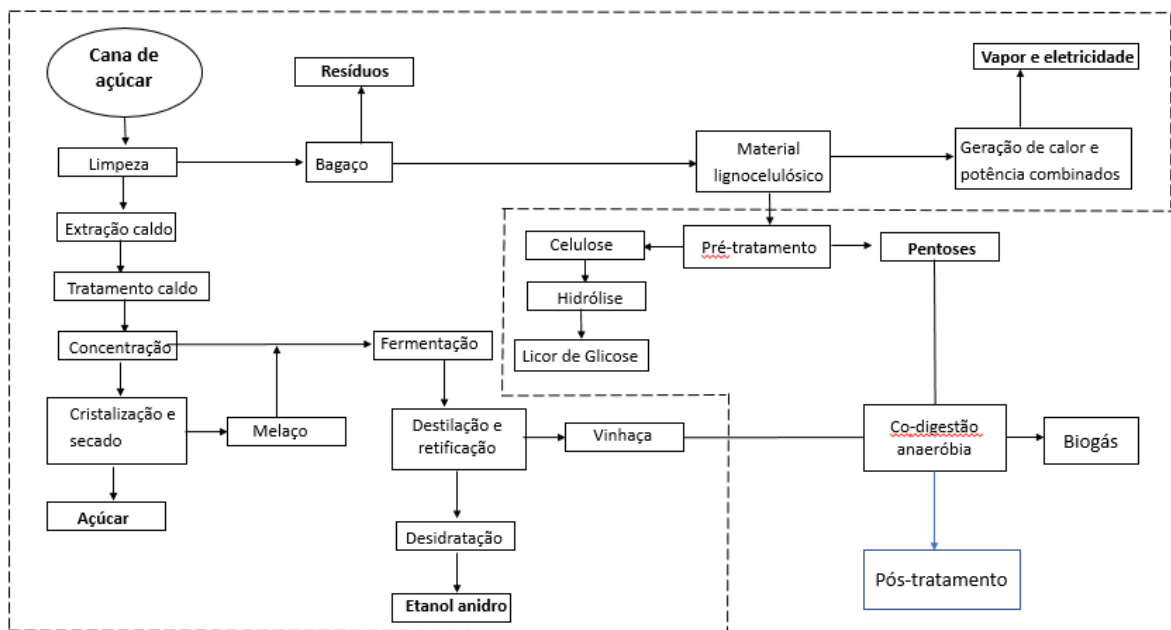 Cana de
açúcar
Resíduos
Vapor e eletricidade
Limpeza
Bagaço
Material
lignocelulósico
Geração de calor e
potência combinados
Extração caldo
Celulose
Pré-tratamento
Pentoses
Tratamento caldo
Hidrólise
Concentração
Fermentação
Licor de Glicose
Cristalização e
secado
Melaço
Destilação e
retificação
Vinhaça
Co-digestão
anaeróbia
Biogás
Açúcar
Desidratação
Pós-tratamento
Etanol anidro